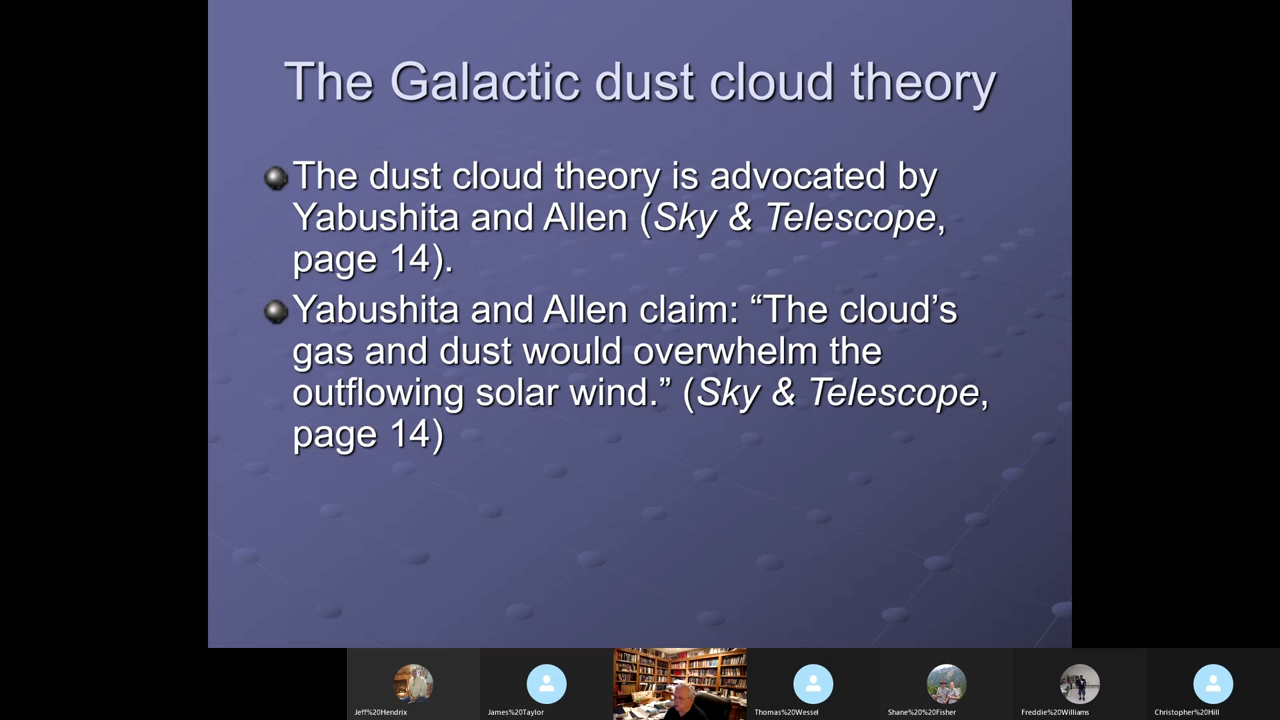 The Galactic dust cloud theory
The dust cloud theory is advocated by
Yabushita and Allen (Sky & Telescope,
page 14).
Yabushita and Allen claim: “The cloud’s
gas and dust would overwhelm the
outflowing solar wind.” (Sky & Telescope,
page 14)
Jeff%20Hendrix
James%20Taylor
Thomas%20Wessel
Shane%20%20Fisher
Freddie%20Williams
Christopher%20Hill